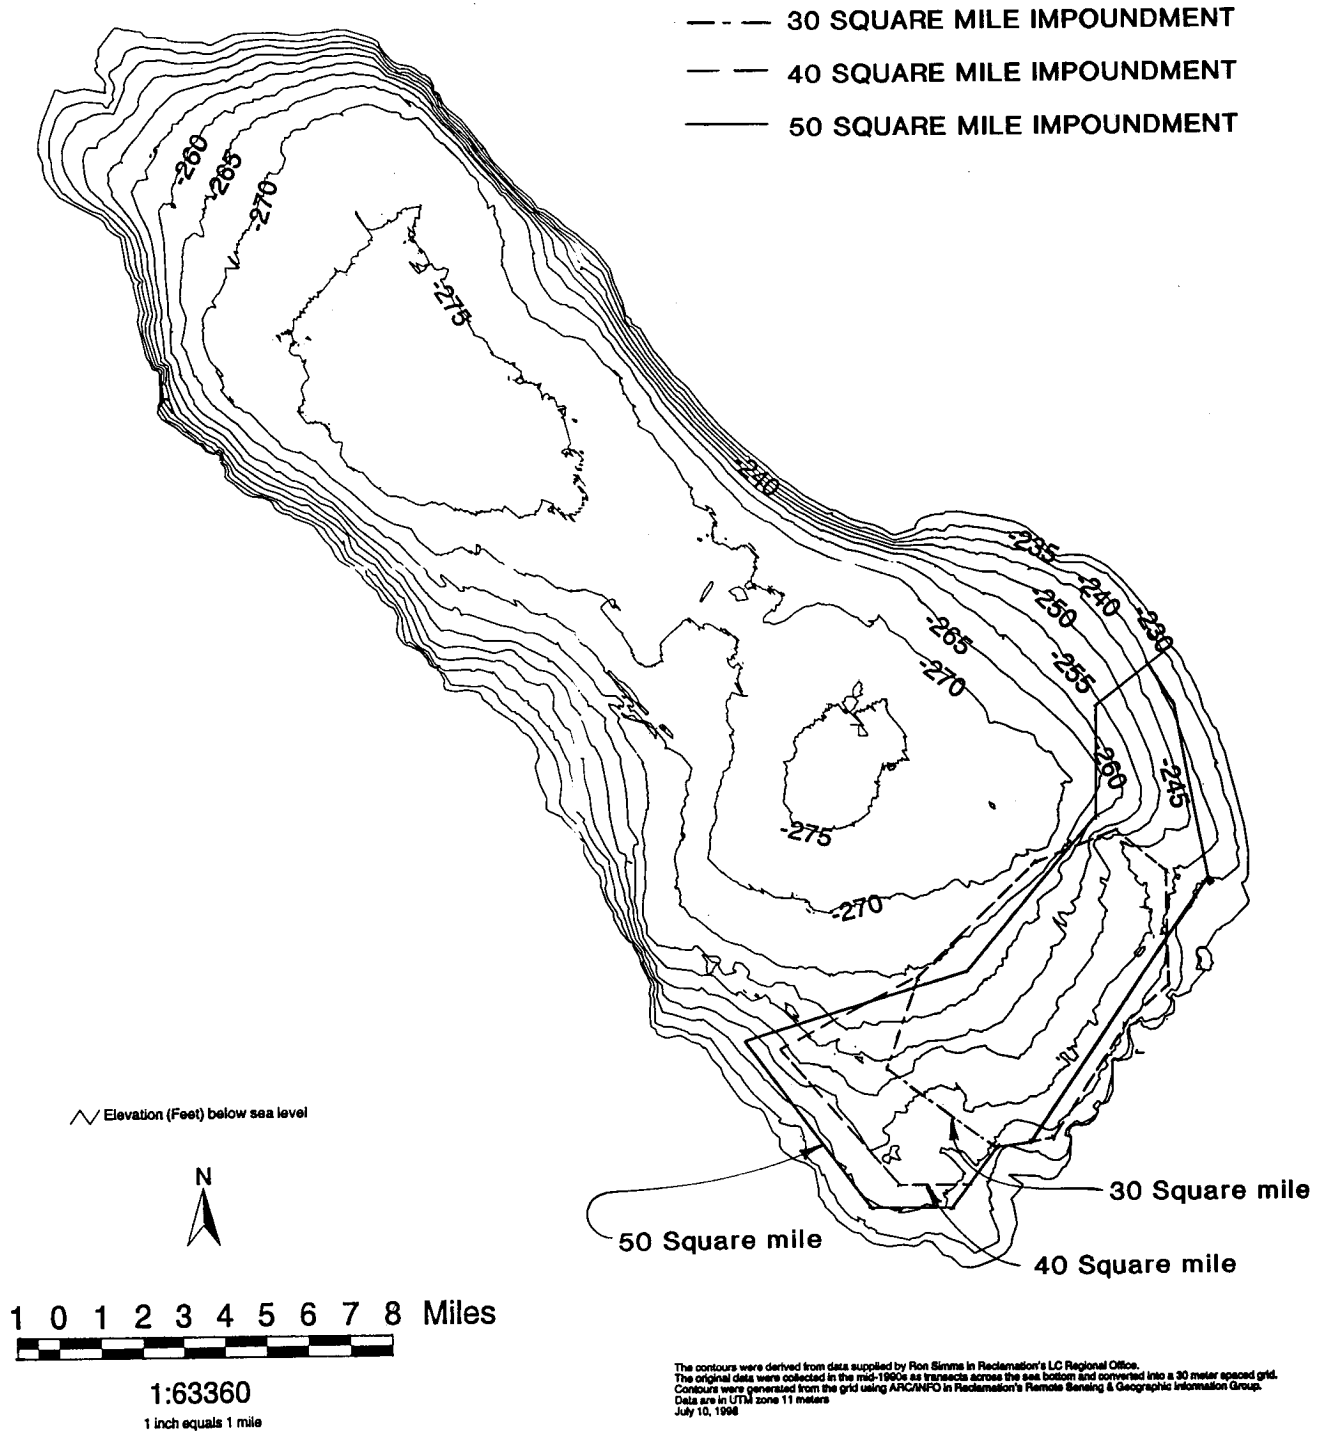 30 SQUARE MILE IMPOUNDMENT
40 SQUARE MILE IMPOUNDMENT
50 SQUARE MILE IMPOUNDMENT
-260
-265
-270
-275
-240
-235
-240
-250
-230
-265
-255
-270
-260
-245
-275
-270
Elevation (Feet) below sea level
N
30 Square mile
50 Square mile
40 Square mile
1 0 1 2 3 4 5 6 7 8 Miles
1:63360
1 inch equals 1 mile
The contours were derived from data supplied by Ron Simms in Reclamation's LC Regional Office.
The original data were collected in the mid-1990s as transects across the sea bottom and converted into a 30 meter spaced grid.
Contours were generated from the grid using ARC/INFO in Reclamation's Remote Sensing & Geographic Information Group.
Data are in UTM zone 11 meters
July 10, 1998